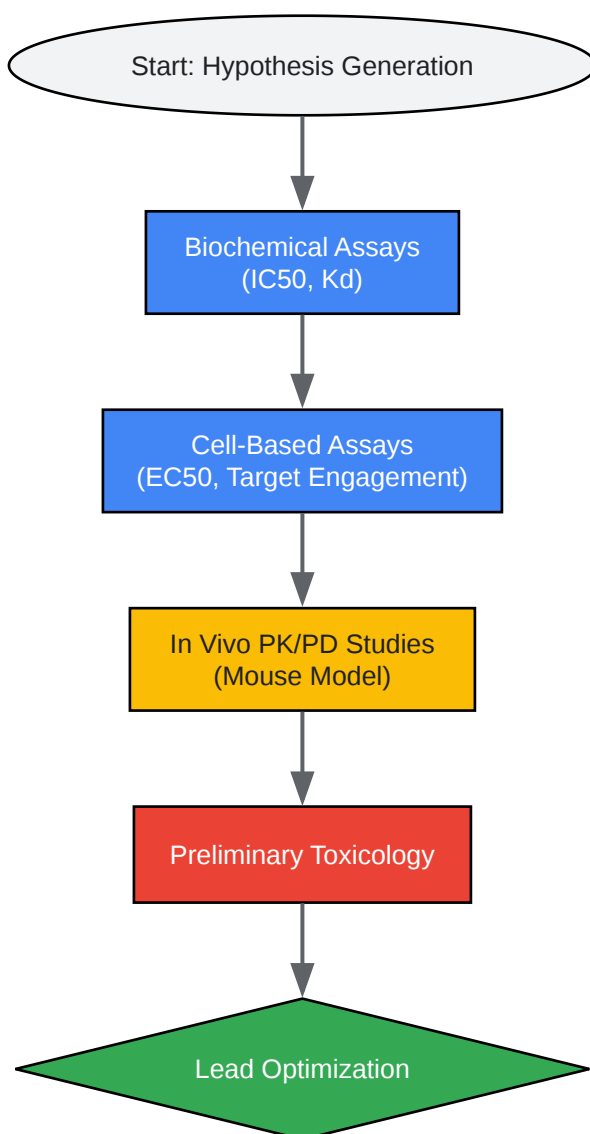 Start: Hypothesis Generation
Biochemical Assays
(IC50, Kd)
Cell-Based Assays
(EC50, Target Engagement)
In Vivo PK/PD Studies
(Mouse Model)
Preliminary Toxicology
Lead Optimization